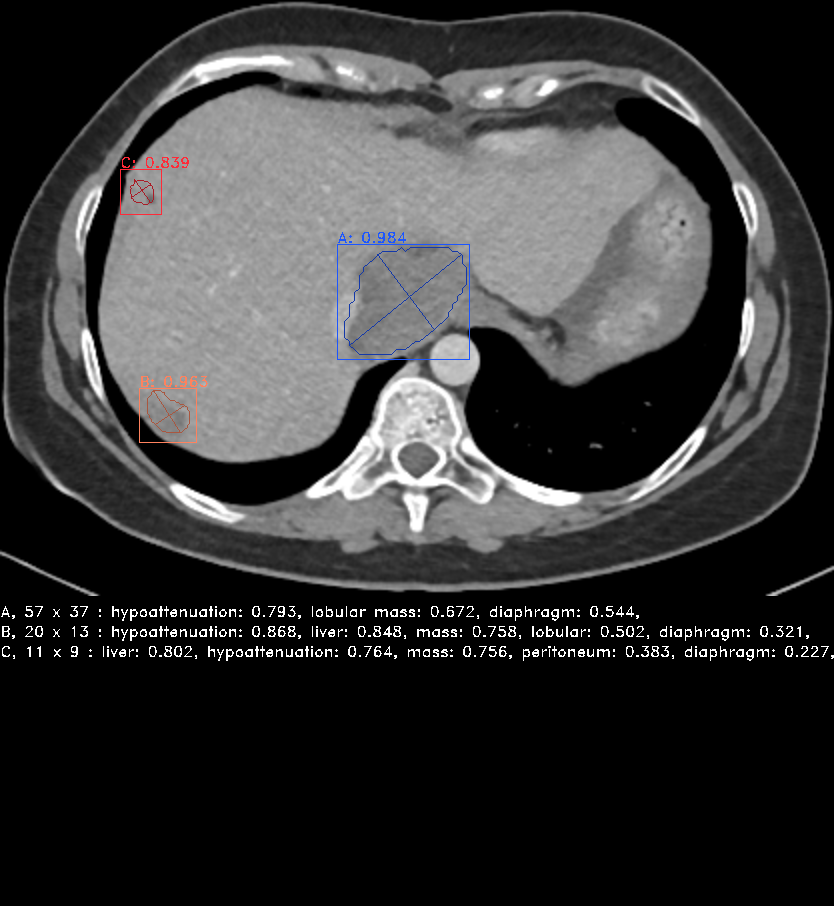 C: 0.839
A: 0.984
B: 0.963
A, 57 x 37 : hypoattenuation: 0.793, lobular mass: 0.672, diaphragm: 0.544,
B, 20 x 13 : hypoattenuation: 0.868, liver: 0.848, mass: 0.758, lobular: 0.502, diaphragm: 0.321,
C, 11 x 9 : liver: 0.802, hypoattenuation: 0.764, mass: 0.756, peritoneum: 0.383, diaphragm: 0.227,